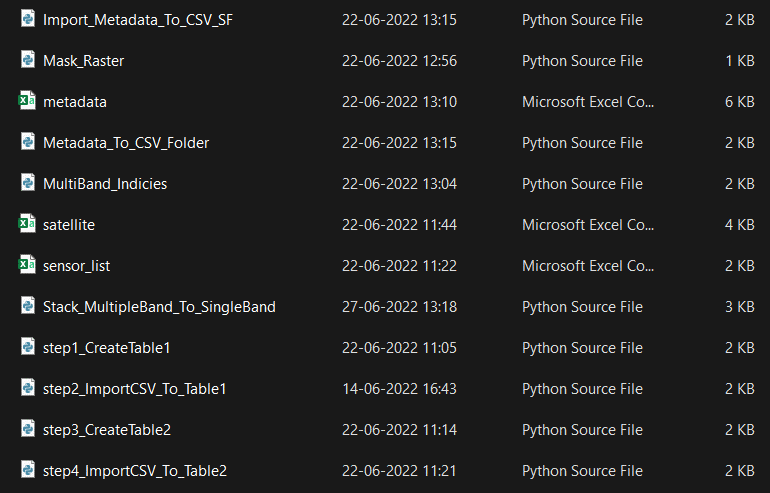 Import_Metadata_To_CSV_SF 22-06-2022 13:15 Python Source File 2 KB
Mask_Raster 22-06-2022 12:56 Python Source File 1 KB
metadata 22-06-2022 13:10 Microsoft Excel Co... 6 KB
Metadata_To_CSV_Folder 22-06-2022 13:15 Python Source File 2 KB
MultiBand_Indicies 22-06-2022 13:04 Python Source File 2 KB
satellite 22-06-2022 11:44 Microsoft Excel Co... 4 KB
sensor_list 22-06-2022 11:22 Microsoft Excel Co... 2 KB
Stack_MultipleBand_To_SingleBand 27-06-2022 13:18 Python Source File 3 KB
step1_CreateTable1 22-06-2022 11:05 Python Source File 2 KB
step2_ImportCSV_To_Table1 14-06-2022 16:43 Python Source File 2 KB
step3_CreateTable2 22-06-2022 11:14 Python Source File 2 KB
step4_ImportCSV_To_Table2 22-06-2022 11:21 Python Source File 2 KB